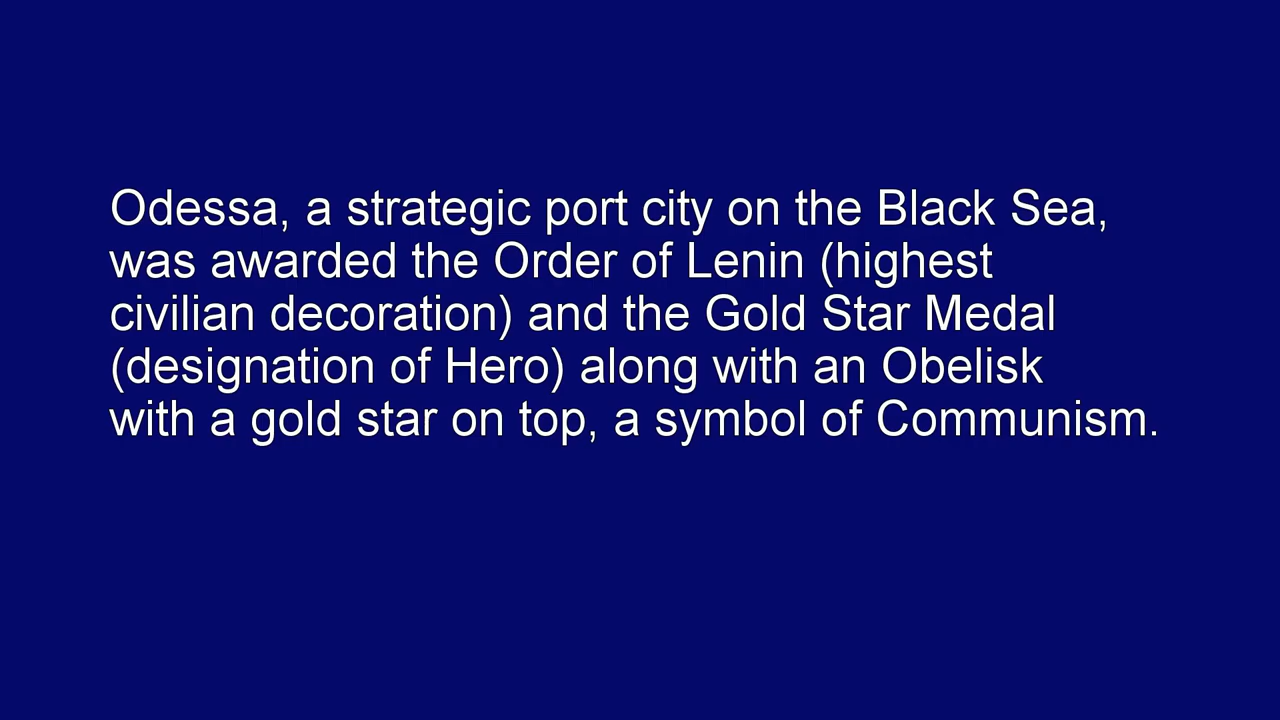 Odessa, a strategic port city on the Black Sea,
was awarded the Order of Lenin (highest
civilian decoration) and the Gold Star Medal
(designation of Hero) along with an Obelisk
with a gold star on top, a symbol of Communism.